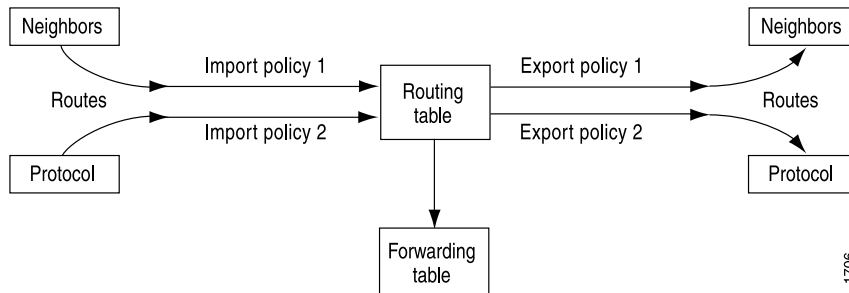 Neighbors
Neighbors
Import policy 1
Export policy 1
Routes
Routing
table
Routes
Import policy 2
Export policy 2
Protocol
Protocol
Forwarding
table
1706